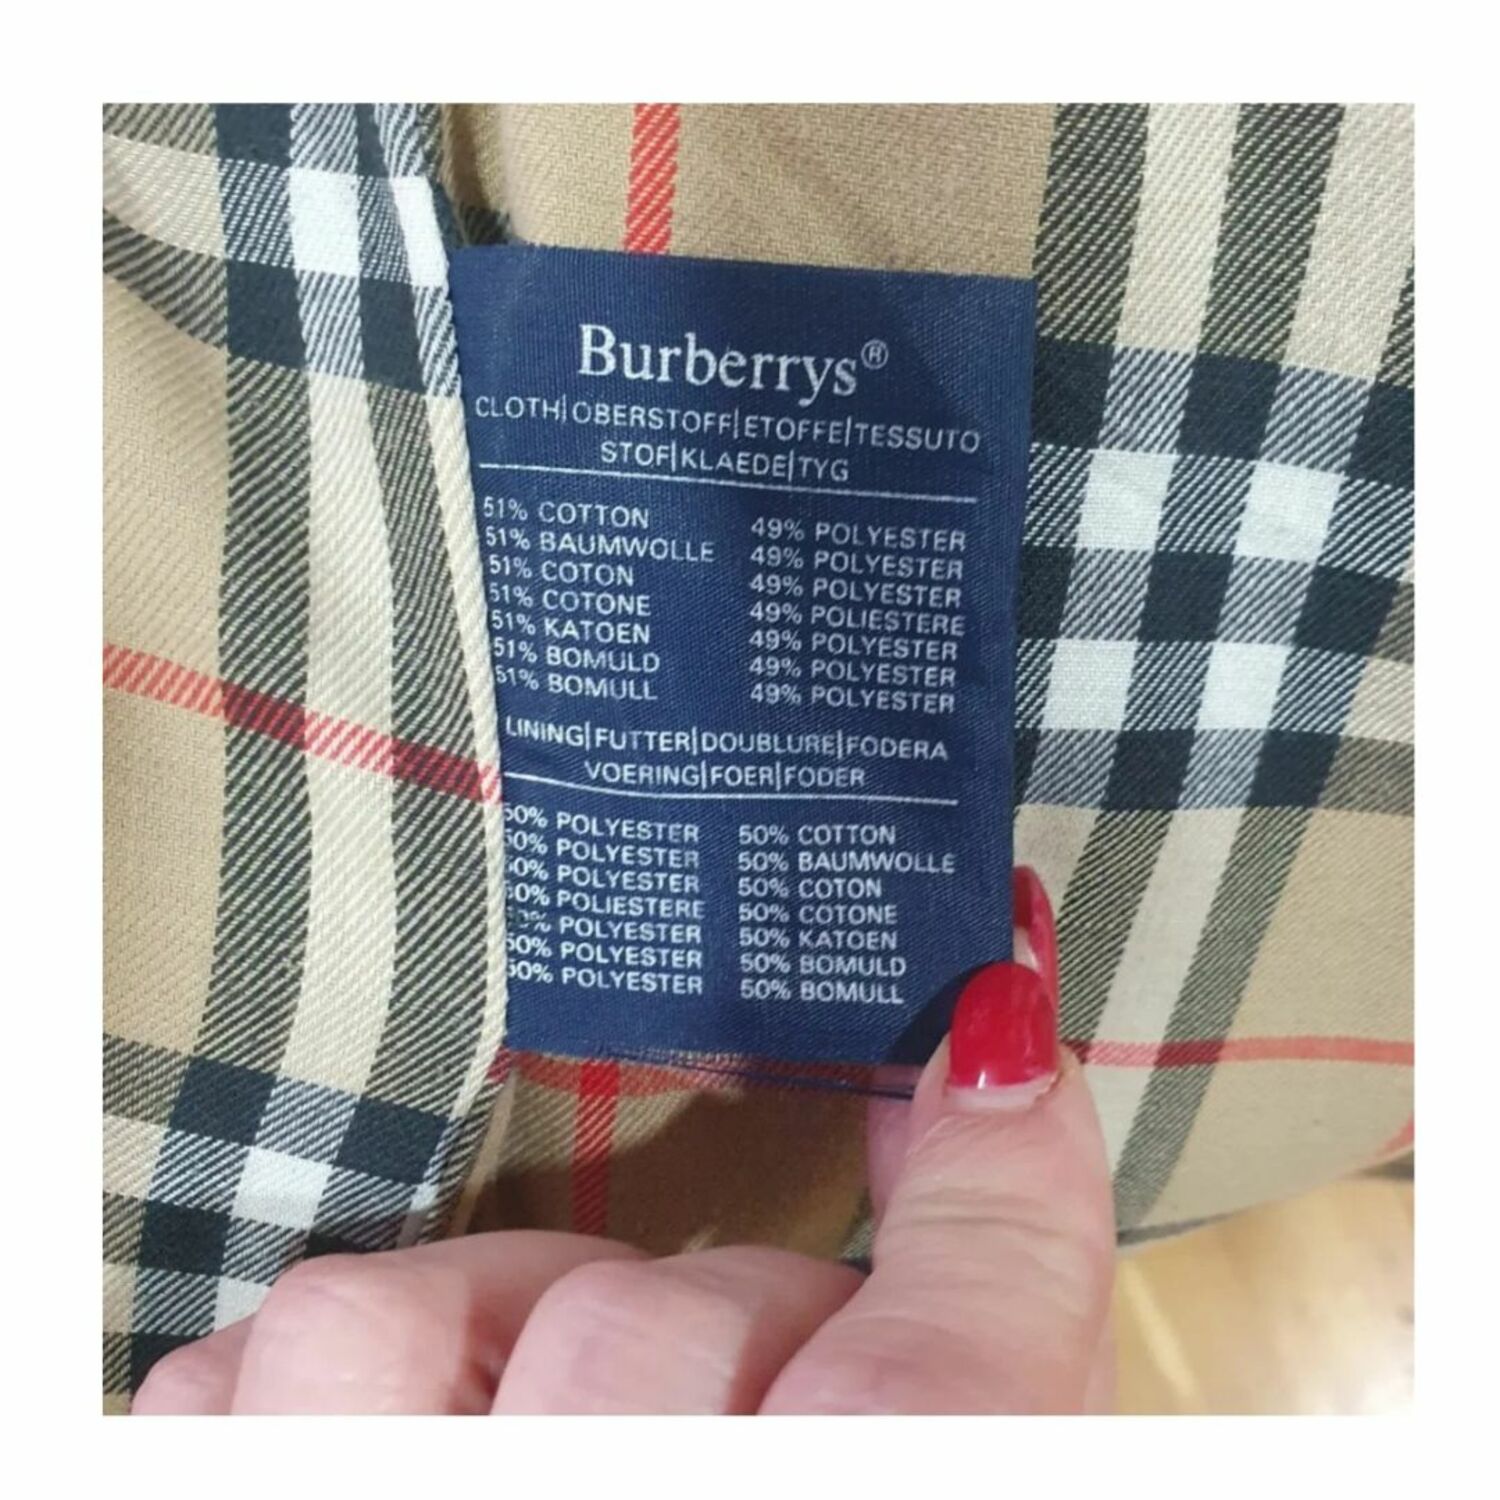 Burberrys®
CLOTH|OBERSTOFF|ETOFFE|TESSUTO
STOF|KLAEDE|TYG
51% COTTON 49% POLYESTER
51% BAUMWOLLE 49% POLYESTER
51% COTON 49% POLYESTER
51% COTONE 49% POLIESTERE
51% KATOEN 49% POLYESTER
51% BOMULD 49% POLYESTER
51% BOMULL 49% POLYESTER
LINING|FUTTER|DOUBLURE|FODERA
VOERING|FOER|FODER
50% POLYESTER 50% COTTON
50% POLYESTER 50% BAUMWOLLE
50% POLYESTER 50% COTON
50% POLIESTERE 50% COTONE
50% POLYESTER 50% KATOEN
50% POLYESTER 50% BOMULD
50% POLYESTER 50% BOMULL